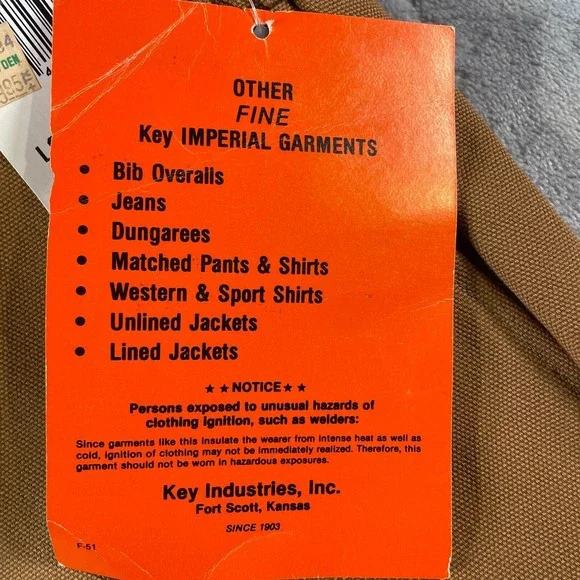 OTHER
FINE
Key IMPERIAL GARMENTS
• Bib Overalls
• Jeans
• Dungarees
• Matched Pants & Shirts
• Western & Sport Shirts
• Unlined Jackets
• Lined Jackets
★ ★ NOTICE ★ ★
Persons exposed to unusual hazards of
clothing ignition, such as welders:
Since garments like this insulate the wearer from intense heat as well as
cold, ignition of clothing may not be immediately realized. Therefore, this
garment should not be worn in hazardous exposures.
Key Industries, Inc.
Fort Scott, Kansas
SINCE 1903
F-51